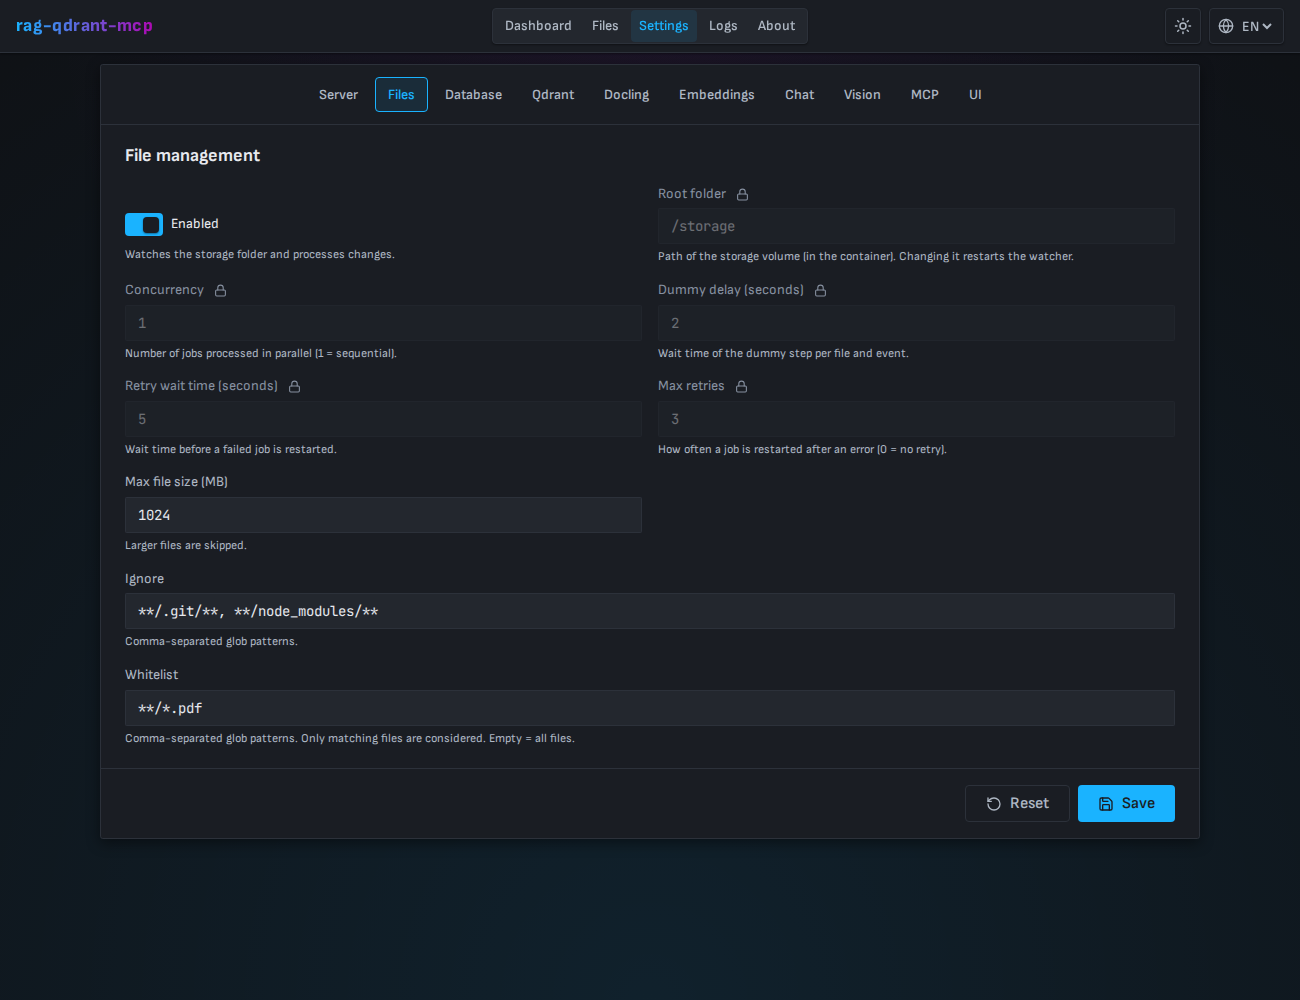 rag-qdrant-mcp
Dashboard Files Settings Logs About
EN
Server Files Database Qdrant Docling Embeddings Chat Vision MCP UI
File management
Enabled
Watches the storage folder and processes changes.
Root folder
/storage
Path of the storage volume (in the container). Changing it restarts the watcher.
Concurrency
1
Number of jobs processed in parallel (1 = sequential).
Dummy delay (seconds)
2
Wait time of the dummy step per file and event.
Retry wait time (seconds)
5
Wait time before a failed job is restarted.
Max retries
3
How often a job is restarted after an error (0 = no retry).
Max file size (MB)
1024
Larger files are skipped.
Ignore
**/.git/**, **/node_modules/**
Comma-separated glob patterns.
Whitelist
**/*.pdf
Comma-separated glob patterns. Only matching files are considered. Empty = all files.
Reset Save